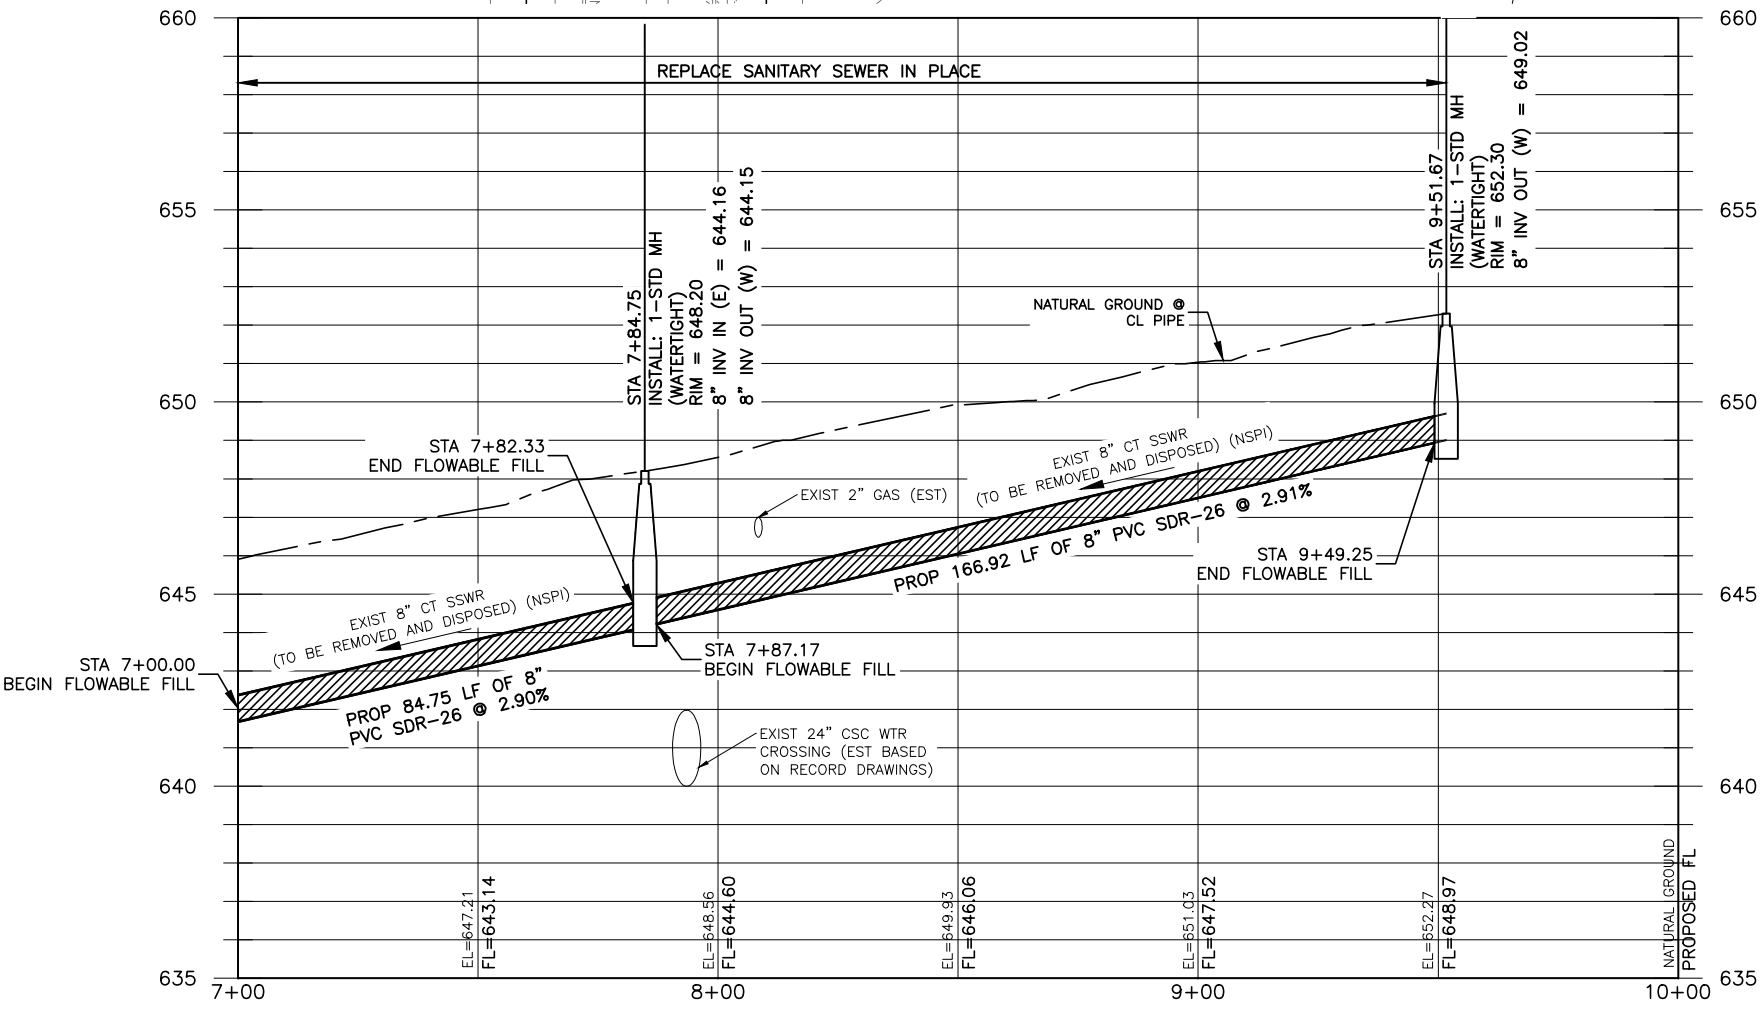 660
660
REPLACE SANITARY SEWER IN PLACE
655
655
650
650
645
645
640
640
635
635
STA 7+84.75
INSTALL: 1-STD MH
(WATERTIGHT)
RIM = 648.20
8" INV IN (E) = 644.16
8" INV OUT (W) = 644.15
STA 9+51.67
INSTALL: 1-STD MH
(WATERTIGHT)
RIM = 652.30
8" INV OUT (W) = 649.02
NATURAL GROUND @
CL PIPE
STA 7+82.33
END FLOWABLE FILL
EXIST 2" GAS (EST)
EXIST 8" CT SSWR
(TO BE REMOVED AND DISPOSED) (NSPI)
PROP 166.92 LF OF 8" PVC SDR-26 @ 2.91%
STA 9+49.25
END FLOWABLE FILL
EXIST 8" CT SSWR
(TO BE REMOVED AND DISPOSED) (NSPI)
STA 7+00.00
BEGIN FLOWABLE FILL
PROP 84.75 LF OF 8"
PVC SDR-26 @ 2.90%
STA 7+87.17
BEGIN FLOWABLE FILL
EXIST 24" CSC WTR
CROSSING (EST BASED
ON RECORD DRAWINGS)
EL=647.21
FL=643.14
EL=648.56
FL=644.60
EL=649.93
FL=646.06
EL=651.03
FL=647.52
EL=652.27
FL=648.97
NATURAL GROUND
PROPOSED FL
7+00
8+00
9+00
10+00